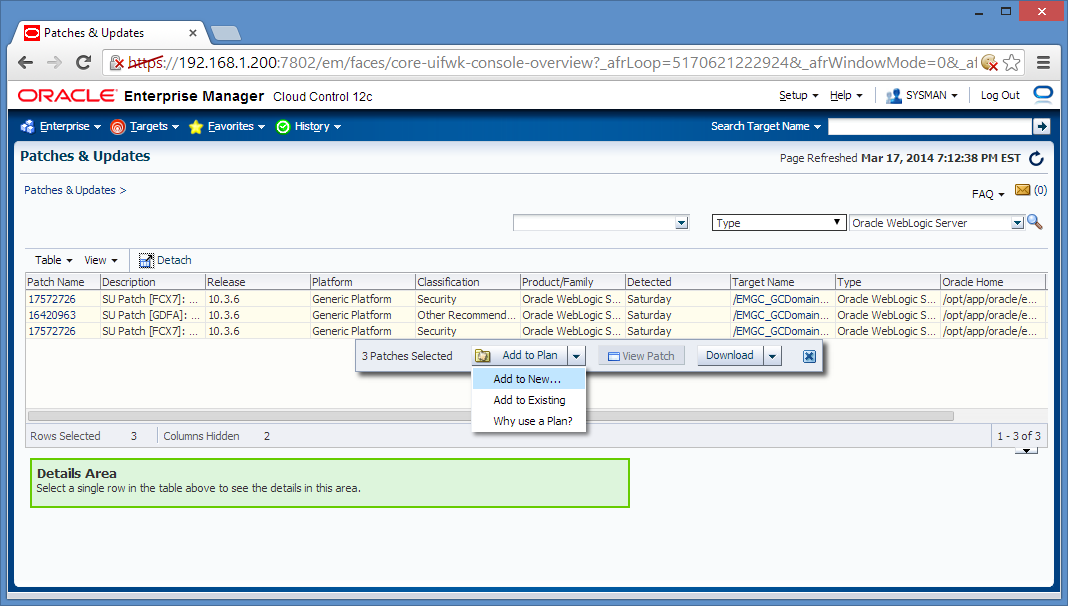 Patches & Updates
https://192.168.1.200:7802/em/faces/core-uifwk-console-overview?_afrLoop=5170621222924&_afrWindowMode=0&_af
ORACLE Enterprise Manager Cloud Control 12c
Setup Help SYSMAN Log Out
Enterprise Targets Favorites History Search Target Name
Patches & Updates
Page Refreshed Mar 17, 2014 7:12:38 PM EST
Patches & Updates >
FAQ (0)
Type Oracle WebLogic Server
Table View Detach
Patch Name Description Release Platform Classification Product/Family Detected Target Name Type Oracle Home
17572726 SU Patch [FCX7]: ... 10.3.6 Generic Platform Security Oracle WebLogic S... Saturday /EMGC_GCDomain... Oracle WebLogic S... /opt/app/oracle/e...
16420963 SU Patch [GDFA]: ... 10.3.6 Generic Platform Other Recommend... Oracle WebLogic S... Saturday /EMGC_GCDomain... Oracle WebLogic S... /opt/app/oracle/e...
17572726 SU Patch [FCX7]: ... 10.3.6 Generic Platform Security Oracle WebLogic S... Saturday /EMGC_GCDomain... Oracle WebLogic S... /opt/app/oracle/e...
3 Patches Selected Add to Plan View Patch Download
Add to New...
Add to Existing
Why use a Plan?
Rows Selected 3 Columns Hidden 2 1 - 3 of 3
Details Area
Select a single row in the table above to see the details in this area.